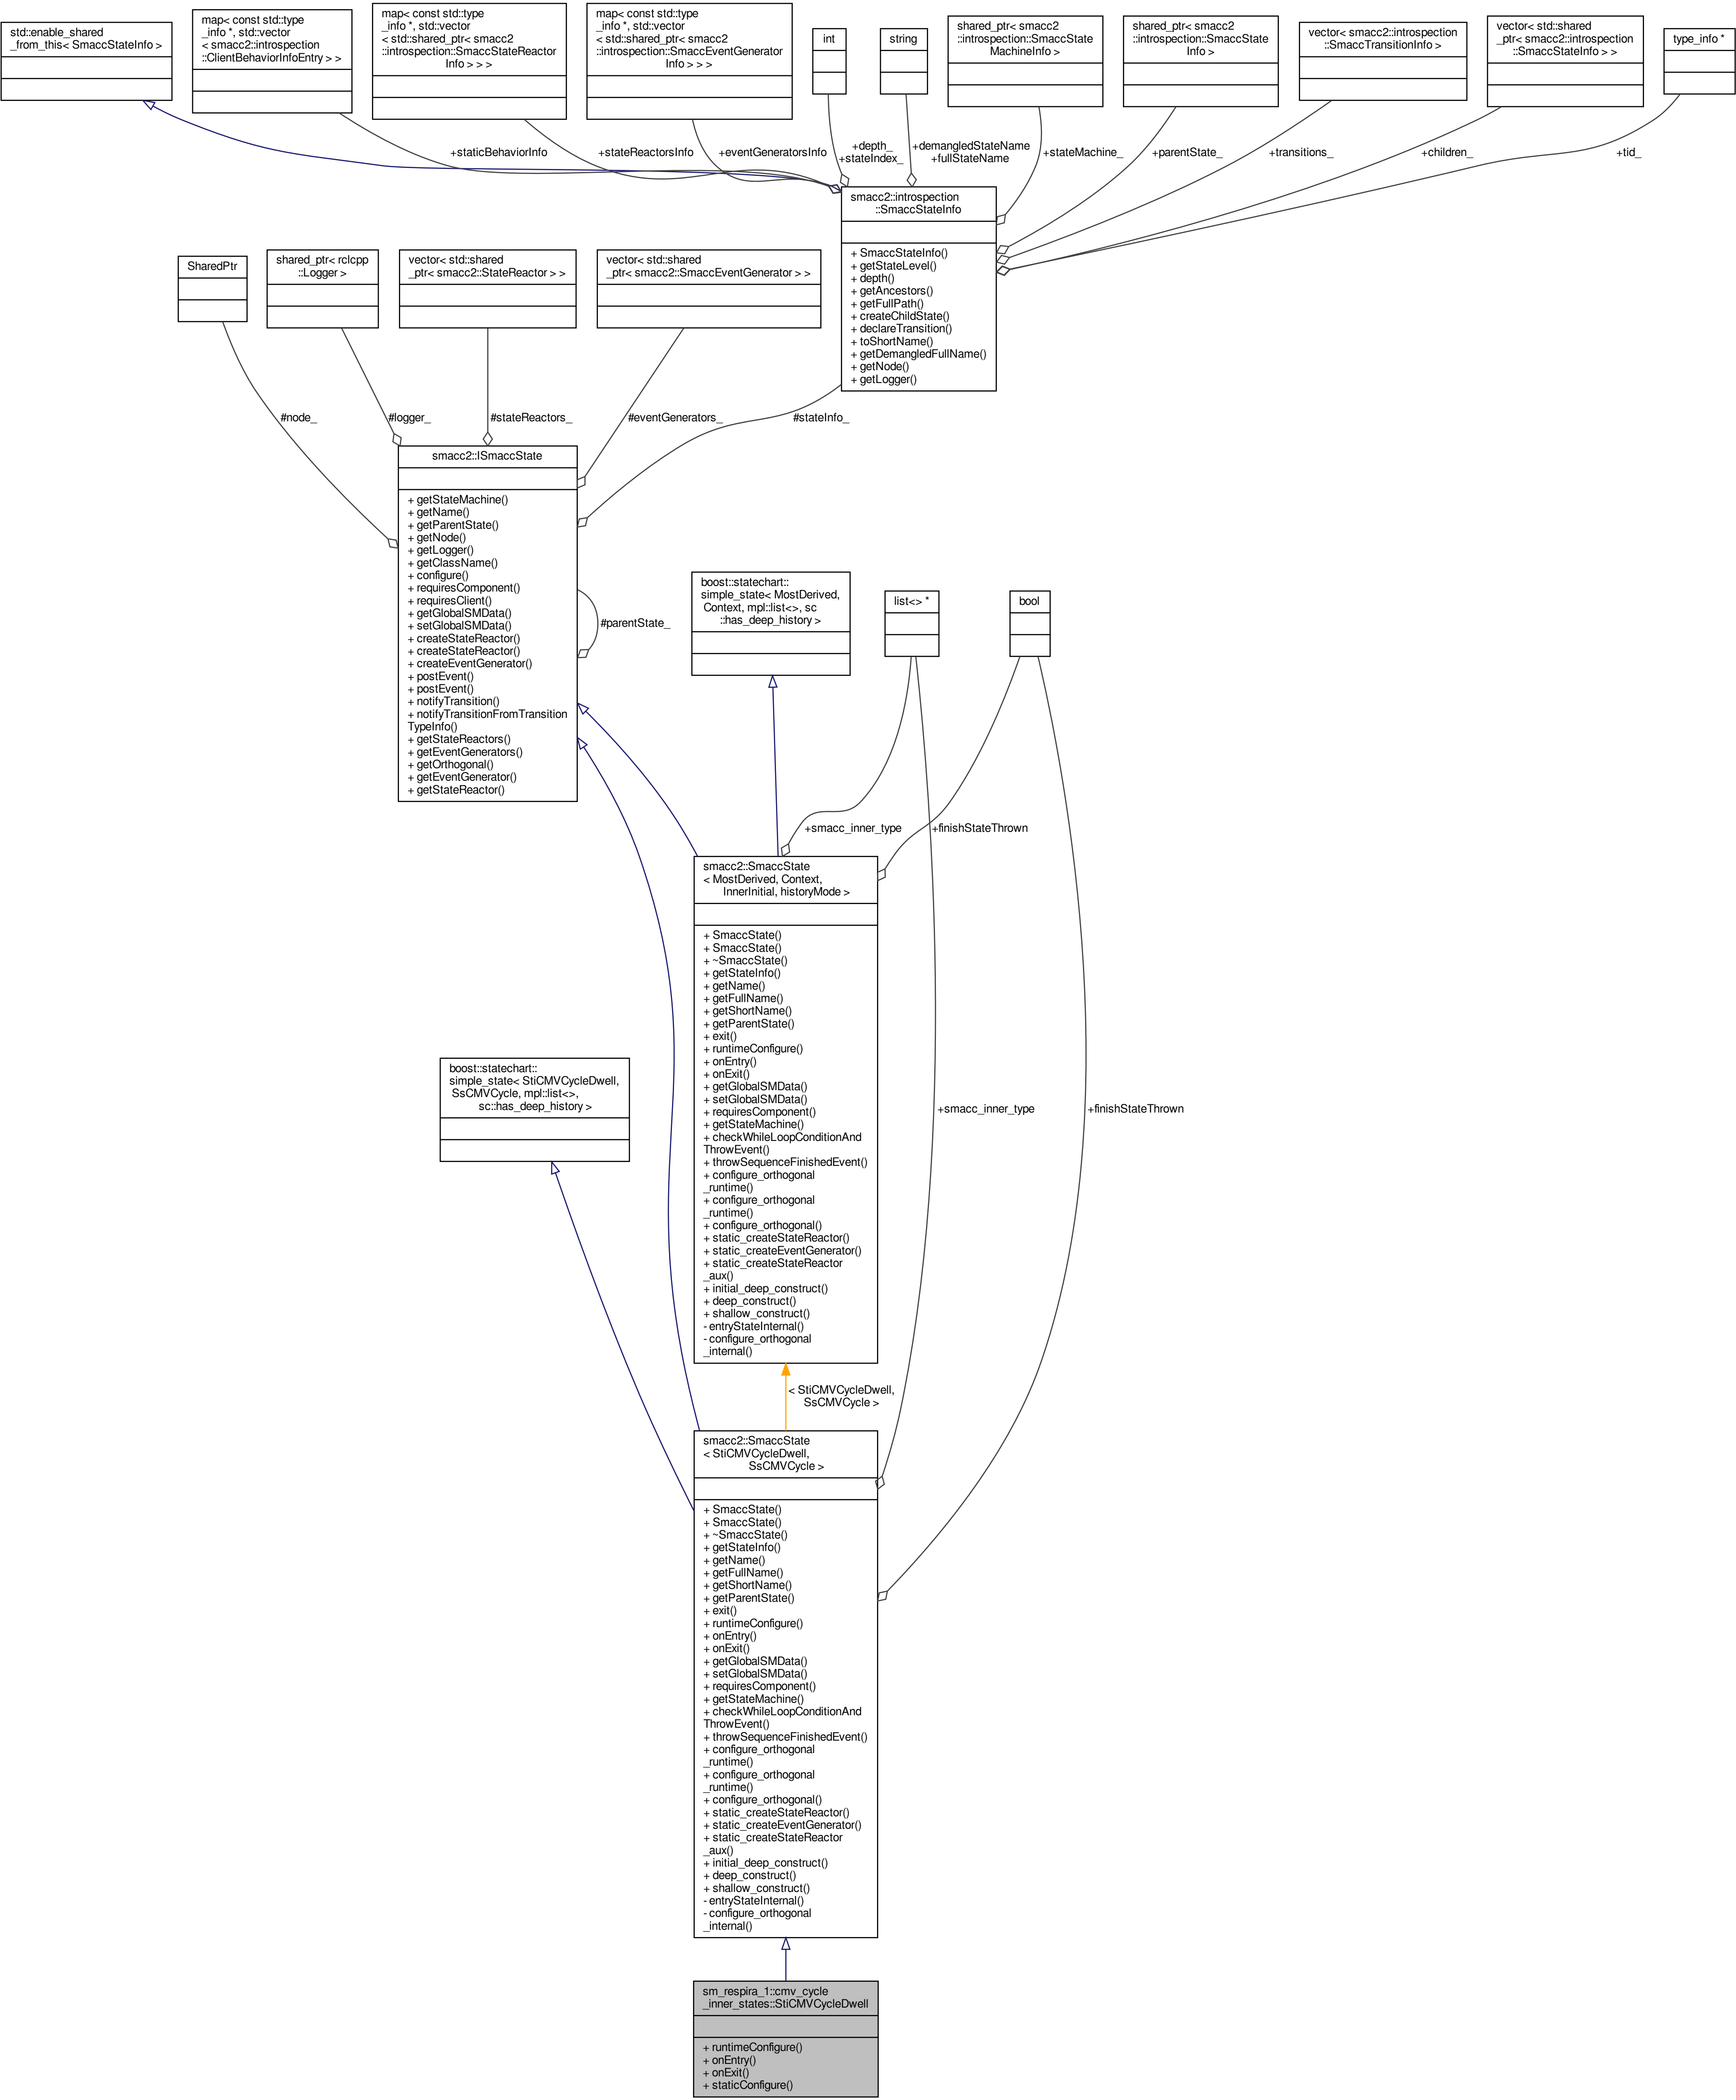 std::enable_shared
_from_this< SmaccStateInfo >
map< const std::type
_info *, std::vector
< smacc2::introspection
::ClientBehaviorInfoEntry > >
map< const std::type
_info *, std::vector
< std::shared_ptr< smacc2
::introspection::SmaccStateReactor
Info > > >
map< const std::type
_info *, std::vector
< std::shared_ptr< smacc2
::introspection::SmaccEventGenerator
Info > > >
int
string
shared_ptr< smacc2
::introspection::SmaccState
MachineInfo >
shared_ptr< smacc2
::introspection::SmaccState
Info >
vector< smacc2::introspection
::SmaccTransitionInfo >
vector< std::shared
_ptr< smacc2::introspection
::SmaccStateInfo > >
type_info *
+staticBehaviorInfo
+stateReactorsInfo
+eventGeneratorsInfo
+depth_
+stateIndex_
+demangledStateName
+fullStateName
+stateMachine_
+parentState_
+transitions_
+children_
+tid_
smacc2::introspection
::SmaccStateInfo
+ SmaccStateInfo()
+ getStateLevel()
+ depth()
+ getAncestors()
+ getFullPath()
+ createChildState()
+ declareTransition()
+ toShortName()
+ getDemangledFullName()
+ getNode()
+ getLogger()
SharedPtr
shared_ptr< rclcpp
::Logger >
vector< std::shared
_ptr< smacc2::StateReactor > >
vector< std::shared
_ptr< smacc2::SmaccEventGenerator > >
#node_
#logger_
#stateReactors_
#eventGenerators_
#stateInfo_
smacc2::ISmaccState
+ getStateMachine()
+ getName()
+ getParentState()
+ getNode()
+ getLogger()
+ getClassName()
+ configure()
+ requiresComponent()
+ requiresClient()
+ getGlobalSMData()
+ setGlobalSMData()
+ createStateReactor()
+ createStateReactor()
+ createEventGenerator()
+ postEvent()
+ postEvent()
+ notifyTransition()
+ notifyTransitionFromTransition
TypeInfo()
+ getStateReactors()
+ getEventGenerators()
+ getOrthogonal()
+ getEventGenerator()
+ getStateReactor()
#parentState_
boost::statechart::
simple_state< MostDerived,
Context, mpl::list<>, sc
::has_deep_history >
list<> *
bool
+smacc_inner_type
+finishStateThrown
smacc2::SmaccState
< MostDerived, Context,
InnerInitial, historyMode >
+ SmaccState()
+ SmaccState()
+ ~SmaccState()
+ getStateInfo()
+ getName()
+ getFullName()
+ getShortName()
+ getParentState()
+ exit()
+ runtimeConfigure()
+ onEntry()
+ onExit()
+ getGlobalSMData()
+ setGlobalSMData()
+ requiresComponent()
+ getStateMachine()
+ checkWhileLoopConditionAnd
ThrowEvent()
+ throwSequenceFinishedEvent()
+ configure_orthogonal
_runtime()
+ configure_orthogonal
_runtime()
+ configure_orthogonal()
+ static_createStateReactor()
+ static_createEventGenerator()
+ static_createStateReactor
_aux()
+ initial_deep_construct()
+ deep_construct()
+ shallow_construct()
- entryStateInternal()
- configure_orthogonal
_internal()
boost::statechart::
simple_state< StiCMVCycleDwell,
SsCMVCycle, mpl::list<>,
sc::has_deep_history >
+smacc_inner_type
+finishStateThrown
< StiCMVCycleDwell,
SsCMVCycle >
smacc2::SmaccState
< StiCMVCycleDwell,
SsCMVCycle >
+ SmaccState()
+ SmaccState()
+ ~SmaccState()
+ getStateInfo()
+ getName()
+ getFullName()
+ getShortName()
+ getParentState()
+ exit()
+ runtimeConfigure()
+ onEntry()
+ onExit()
+ getGlobalSMData()
+ setGlobalSMData()
+ requiresComponent()
+ getStateMachine()
+ checkWhileLoopConditionAnd
ThrowEvent()
+ throwSequenceFinishedEvent()
+ configure_orthogonal
_runtime()
+ configure_orthogonal
_runtime()
+ configure_orthogonal()
+ static_createStateReactor()
+ static_createEventGenerator()
+ static_createStateReactor
_aux()
+ initial_deep_construct()
+ deep_construct()
+ shallow_construct()
- entryStateInternal()
- configure_orthogonal
_internal()
sm_respira_1::cmv_cycle
_inner_states::StiCMVCycleDwell
+ runtimeConfigure()
+ onEntry()
+ onExit()
+ staticConfigure()